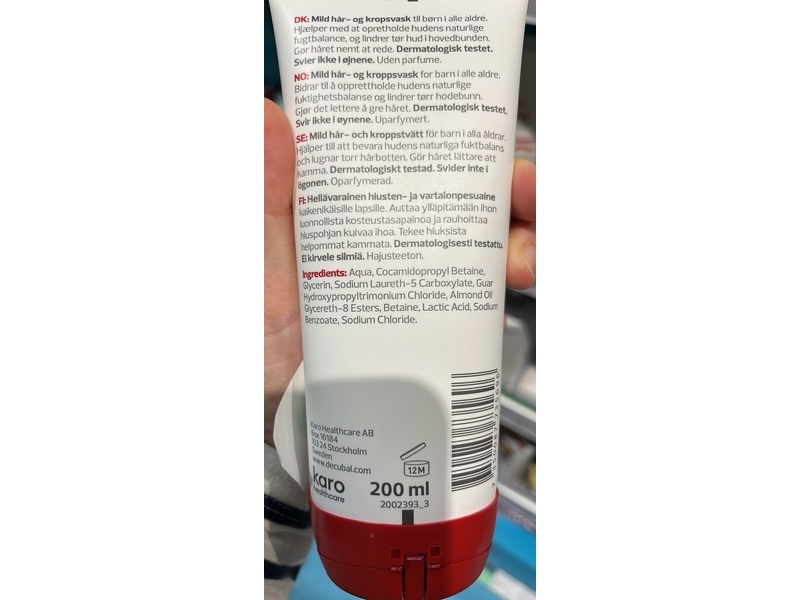 DK: Mild hår- og kropsvask til børn i alle aldre.
Hjælper med at opretholde hudens naturlige
fugtbalance, og lindrer tør hud i hovedbunden.
Gør håret nemt at rede. Dermatologisk testet.
Svier ikke i øjnene. Uden parfume.
NO: Mild hår- og kroppsvask for barn i alle aldre.
Bidrar til å opprettholde hudens naturlige
fuktighetsbalanse og lindrer tørr hodebunn.
Gjør det lettere å gre håret. Dermatologisk testet.
Svir ikke i øynene. Uparfymert.
SE: Mild hår- och kroppstvätt för barn i alla åldrar.
Hjälper till att bevara hudens naturliga fuktbalans
och lugnar torr hårbotten. Gör håret lättare att
kamma. Dermatologiskt testad. Svider inte i
ögonen. Oparfymerad.
FI: Hellävarainen hiusten- ja vartalonpesuaine
kaikenikäisille lapsille. Auttaa ylläpitämään ihon
luonnollista kosteustasapainoa ja rauhoittaa
hiuspohjan kuivaa ihoa. Tekee hiuksista
helpommat kammata. Dermatologisesti testattu.
Ei kirvele silmiä. Hajusteeton.
Ingredients: Aqua, Cocamidopropyl Betaine,
Glycerin, Sodium Laureth-5 Carboxylate, Guar
Hydroxypropyltrimonium Chloride, Almond Oil
Glycereth-8 Esters, Betaine, Lactic Acid, Sodium
Benzoate, Sodium Chloride.
Karo Healthcare AB
Box 16184
103 24 Stockholm
Sweden
www.decubal.com
karo
healthcare
12M
200 ml
2002393_3
7 350087 735696